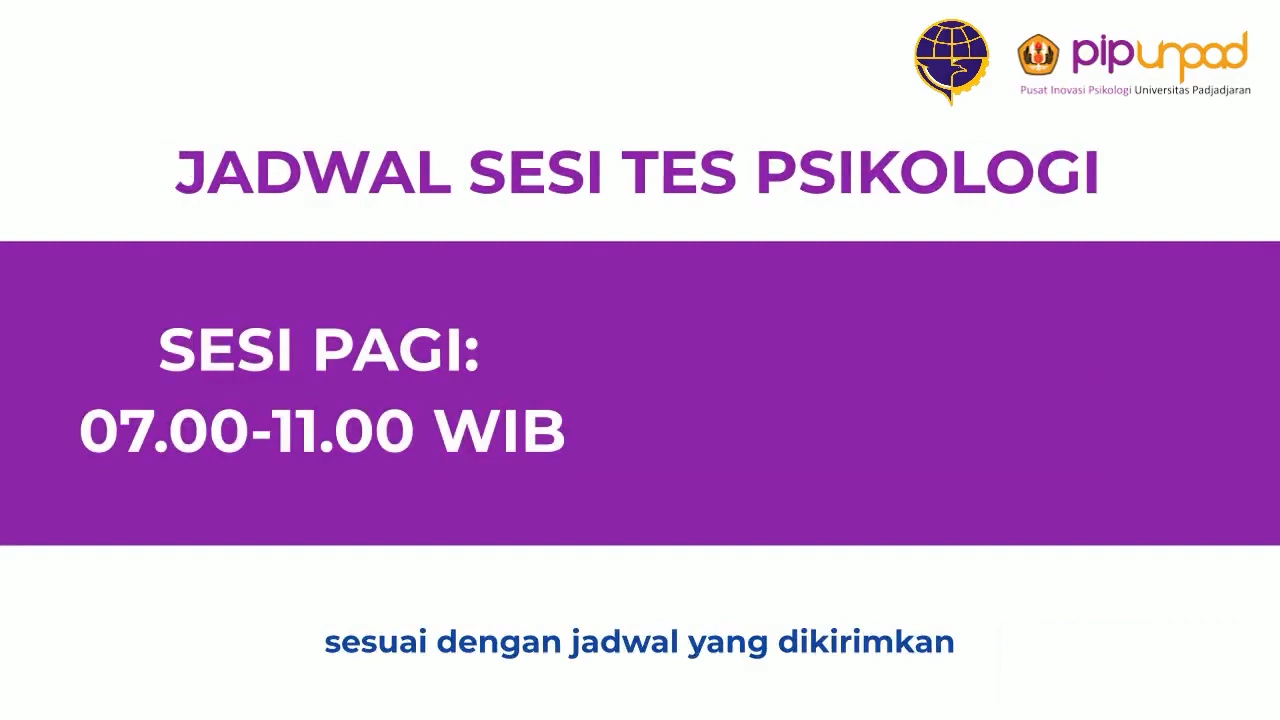 pipunpad
Pusat Inovasi Psikologi Universitas Padjadjaran
JADWAL SESI TES PSIKOLOGI
SESI PAGI:
07.00-11.00 WIB
sesuai dengan jadwal yang dikirimkan